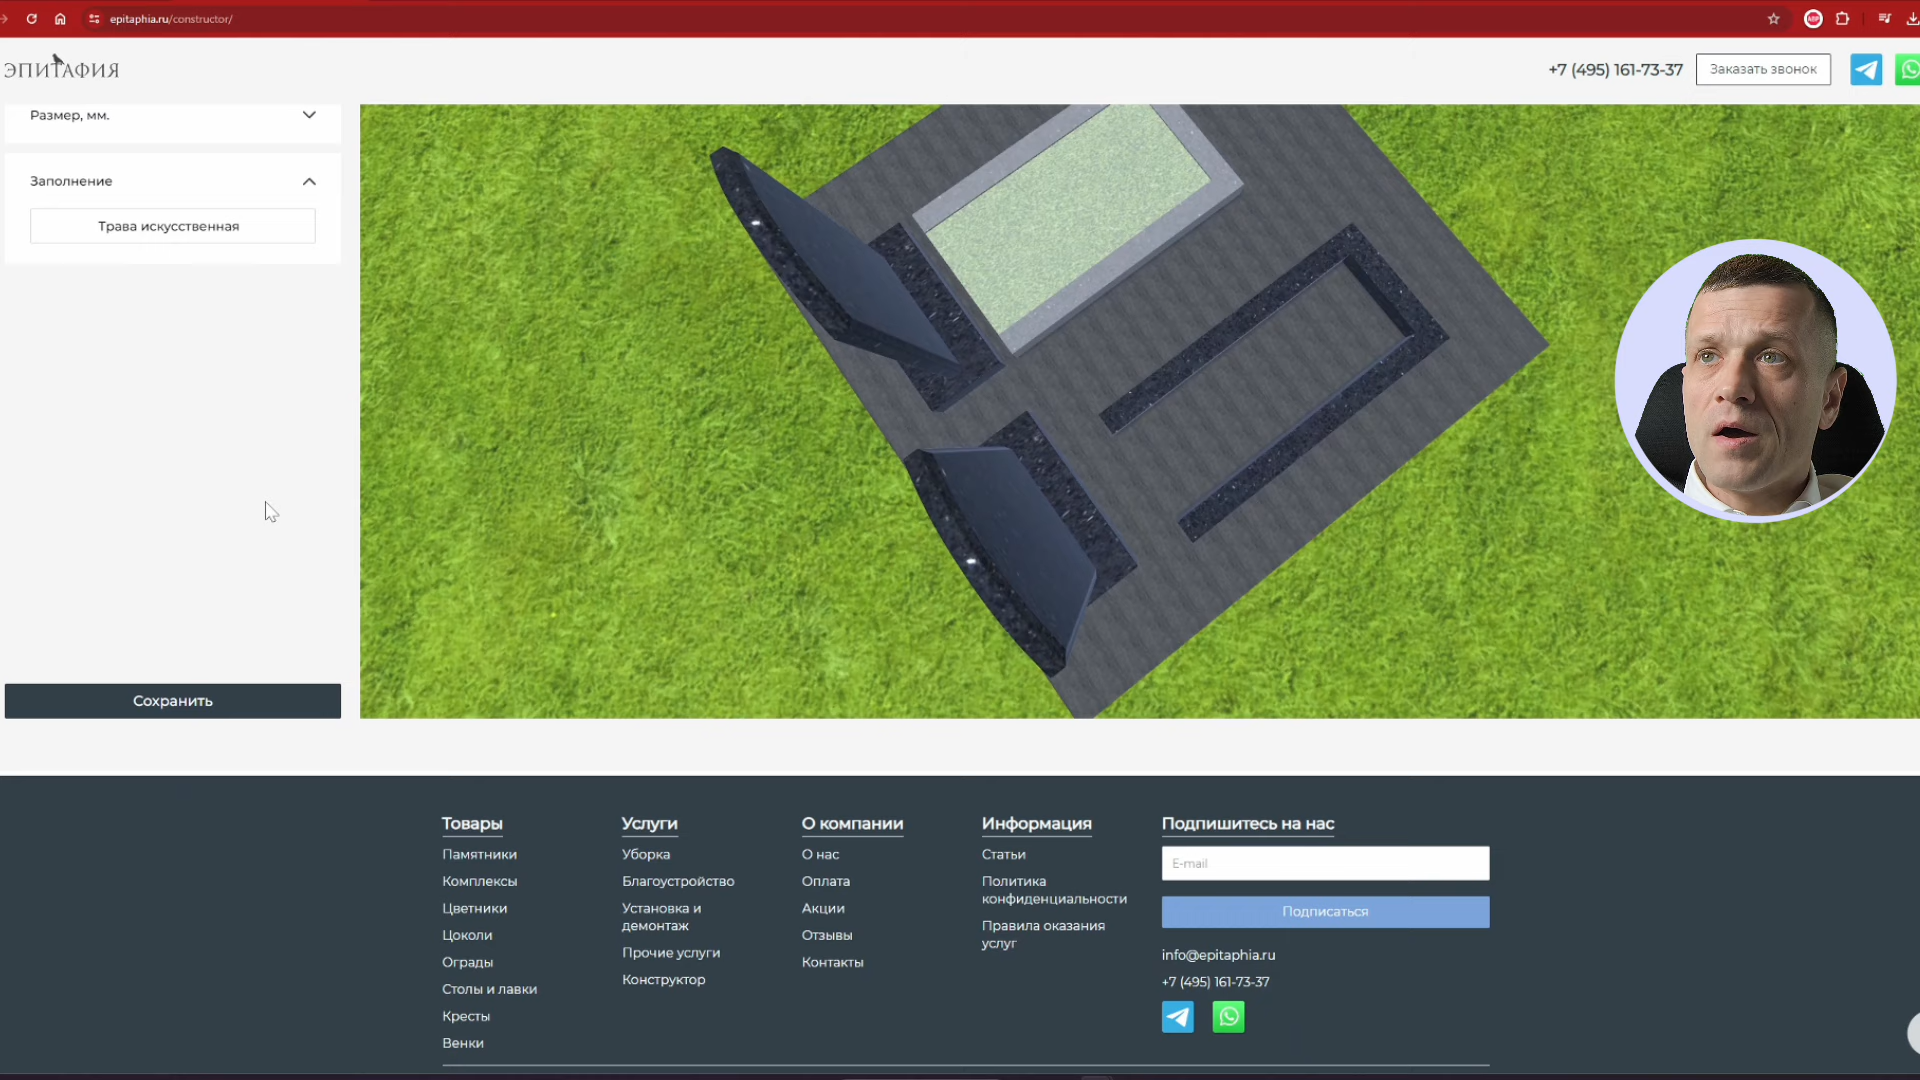 epitaphia.ru/constructor/
ABP
ЭПИТАФИЯ
+7 (495) 161-73-37
Заказать звонок
Размер, мм.
Заполнение
Трава искусственная
Сохранить
Товары
Памятники
Комплексы
Цветники
Цоколи
Ограды
Столы и лавки
Кресты
Венки
Услуги
Уборка
Благоустройство
Установка и
демонтаж
Прочие услуги
Конструктор
О компании
О нас
Оплата
Акции
Отзывы
Контакты
Информация
Статьи
Политика
конфиденциальности
Правила оказания
услуг
Подпишитесь на нас
E-mail
Подписаться
info@epitaphia.ru
+7 (495) 161-73-37